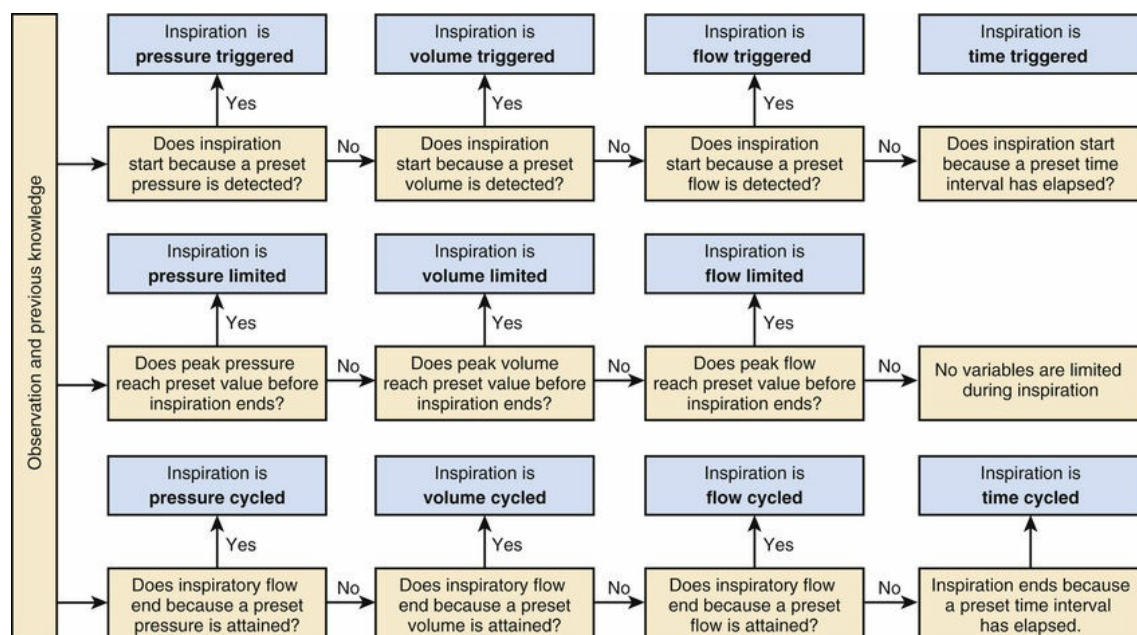 Observation and previous knowledge
Inspiration is
pressure triggered
Inspiration is
volume triggered
Inspiration is
flow triggered
Inspiration is
time triggered
Yes
Yes
Yes
Does inspiration
start because a preset
pressure is detected?
No
Does inspiration
start because a preset
volume is detected?
No
Does inspiration
start because a preset
flow is detected?
No
Does inspiration start
because a preset time
interval has elapsed?
Inspiration is
pressure limited
Inspiration is
volume limited
Inspiration is
flow limited
Yes
Yes
Yes
Does peak pressure
reach preset value before
inspiration ends?
No
Does peak volume
reach preset value before
inspiration ends?
No
Does peak flow
reach preset value before
inspiration ends?
No
No variables are limited
during inspiration
Inspiration is
pressure cycled
Inspiration is
volume cycled
Inspiration is
flow cycled
Inspiration is
time cycled
Yes
Yes
Yes
Does inspiratory flow
end because a preset
pressure is attained?
No
Does inspiratory flow
end because a preset
volume is attained?
No
Does inspiratory flow
end because a preset
flow is attained?
No
Inspiration ends because
a preset time interval
has elapsed.